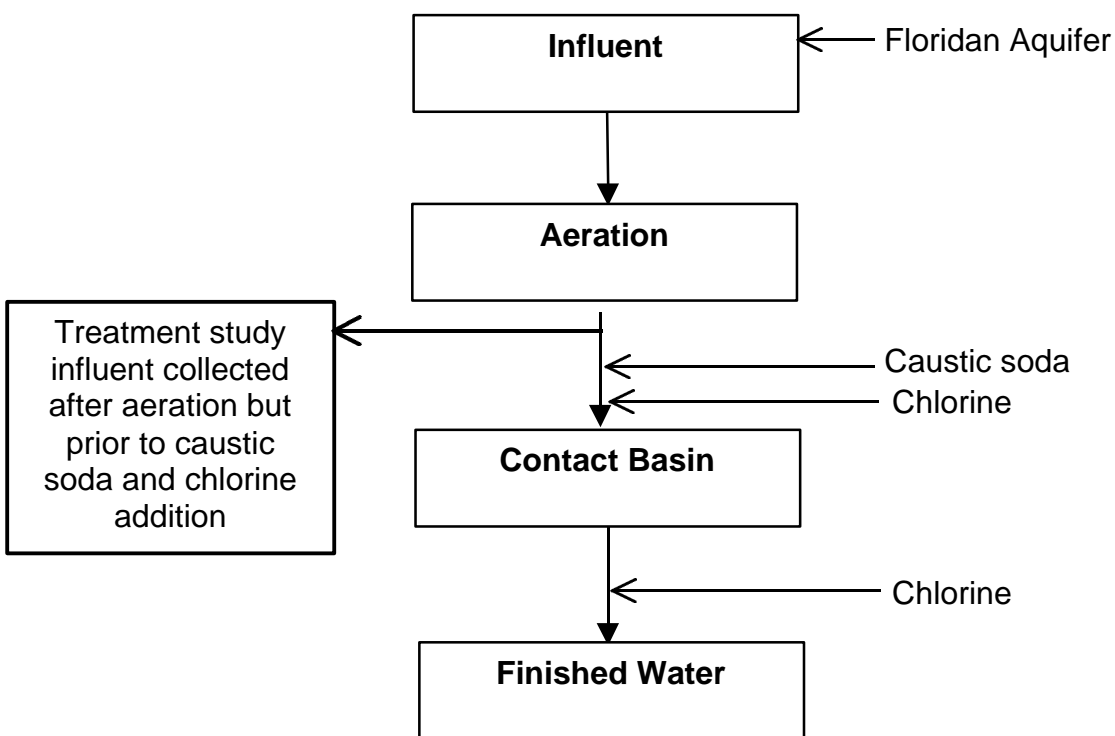 Influent
Floridan Aquifer
Aeration
Treatment study
influent collected
after aeration but
prior to caustic
soda and chlorine
addition
Caustic soda
Chlorine
Contact Basin
Chlorine
Finished Water